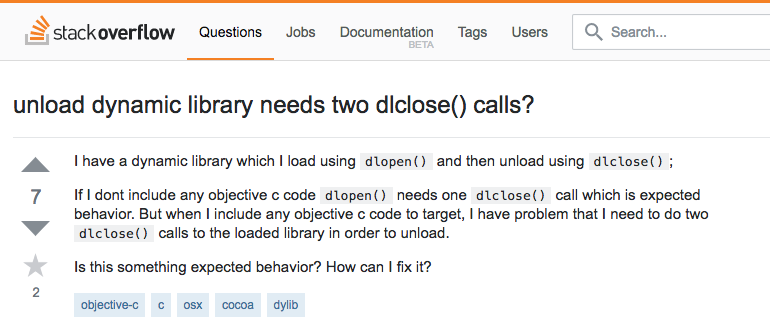 stackoverflow Questions Jobs Documentation Tags Users Search...
BETA
unload dynamic library needs two dlclose() calls?
I have a dynamic library which I load using dlopen() and then unload using dlclose() ;
7
If I dont include any objective c code dlopen() needs one dlclose() call which is expected
behavior. But when I include any objective c code to target, I have problem that I need to do two
dlclose() calls to the loaded library in order to unload.
Is this something expected behavior? How can I fix it?
2
objective-c c osx cocoa dylib